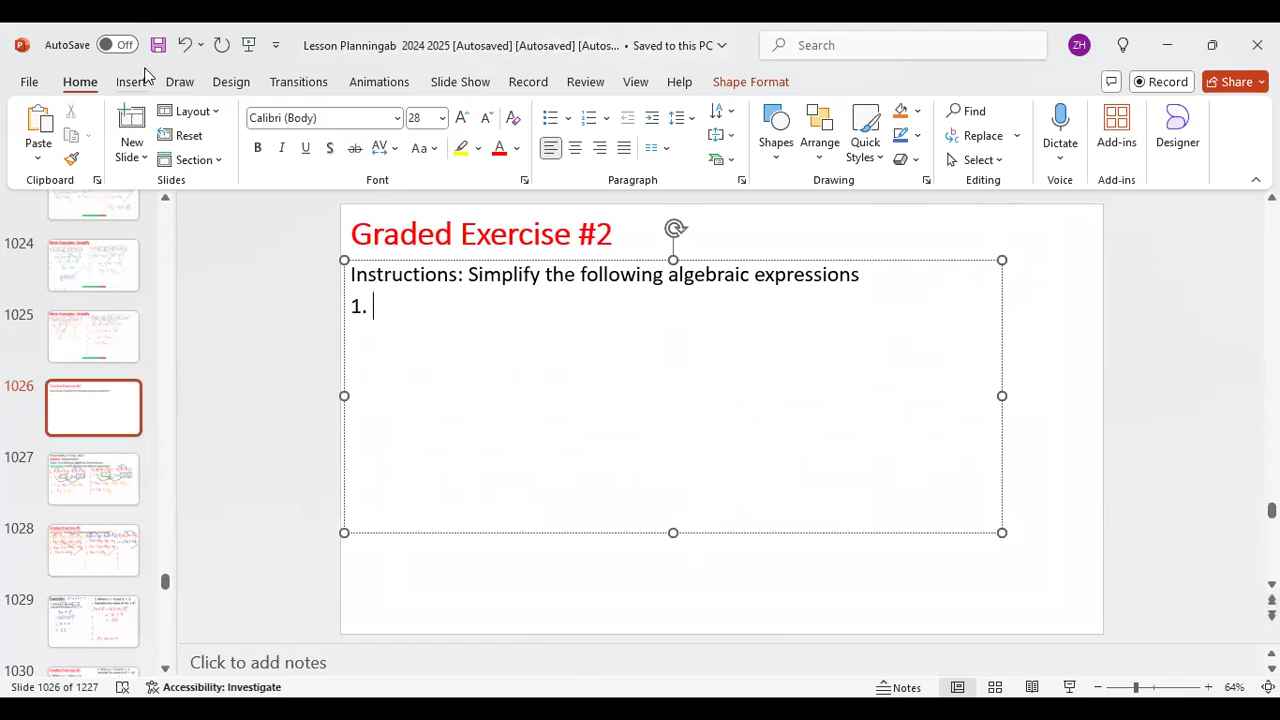 AutoSave Off Lesson Planningab 2024 2025 [Autosaved] [Autosaved] [Autos... • Saved to this PC Search ZH
File Home Insert Draw Design Transitions Animations Slide Show Record Review View Help Shape Format Record Share
Paste
New
Slide
Layout
Reset
Section
Calibri (Body) 28
B I U S ab AV Aa A
Shapes Arrange Quick
Styles
Find
Replace
Select
Dictate Add-ins Designer
Clipboard Slides Font Paragraph Drawing Editing Voice Add-ins
1024
1025
1026
1027
1028
1029
1030
Graded Exercise #2
Instructions: Simplify the following algebraic expressions
1.
Click to add notes
Slide 1026 of 1227 Accessibility: Investigate Notes 64%